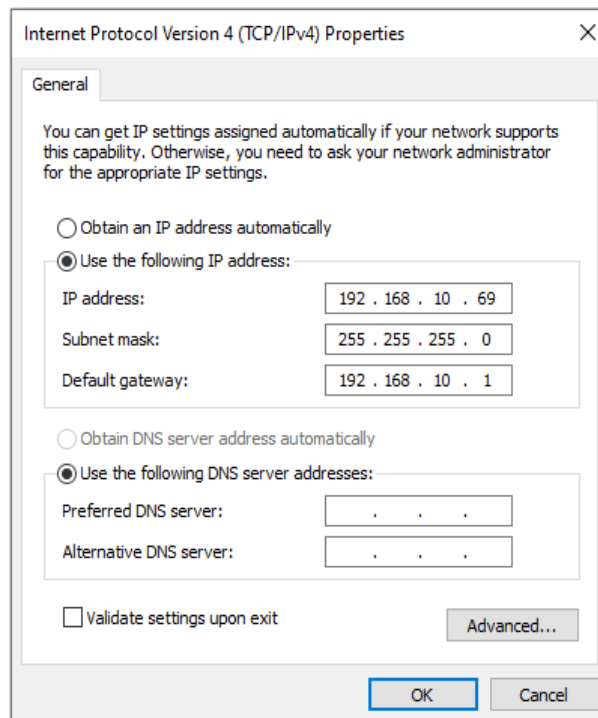 Internet Protocol Version 4 (TCP/IPv4) Properties
General
You can get IP settings assigned automatically if your network supports
this capability. Otherwise, you need to ask your network administrator
for the appropriate IP settings.
Obtain an IP address automatically
Use the following IP address:
IP address: 192 . 168 . 10 . 69
Subnet mask: 255 . 255 . 255 . 0
Default gateway: 192 . 168 . 10 . 1
Obtain DNS server address automatically
Use the following DNS server addresses:
Preferred DNS server: . . .
Alternative DNS server: . . .
Validate settings upon exit
Advanced...
OK Cancel